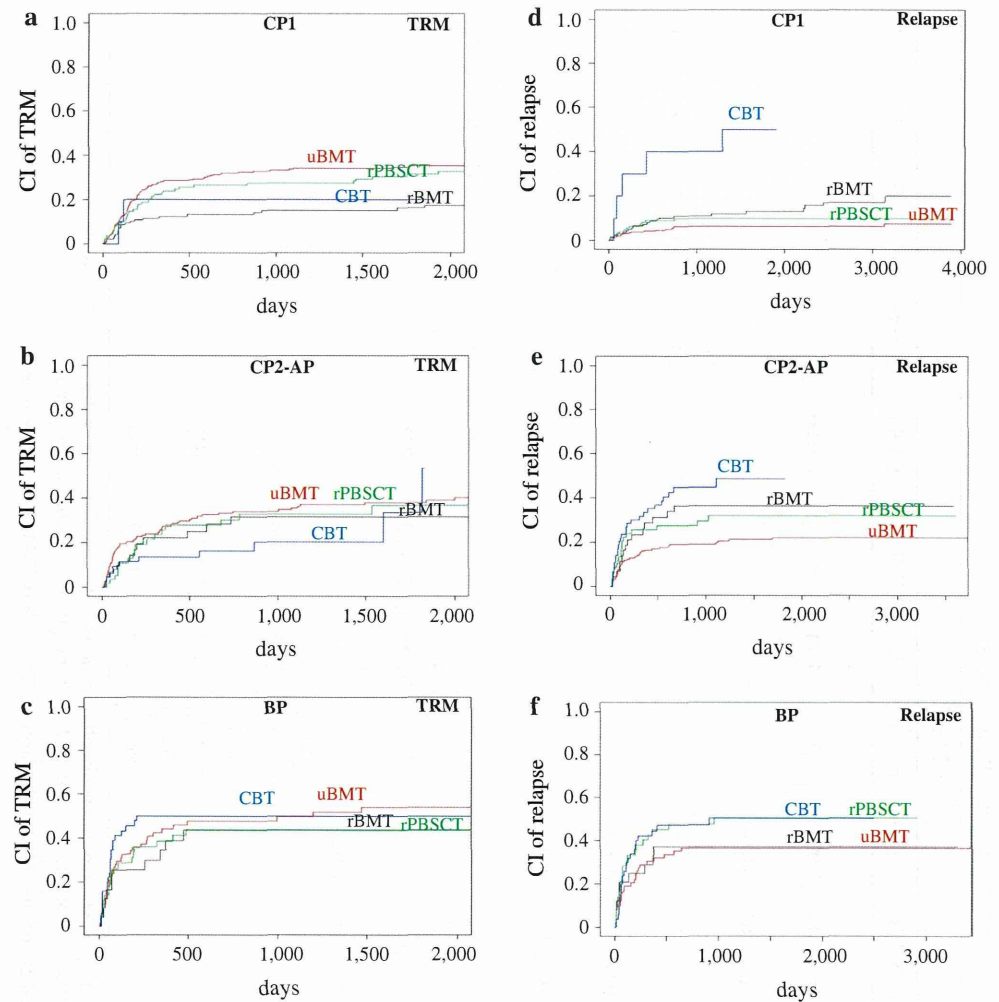 a
CP1
TRM
CI of TRM
1.0
0.8
0.6
0.4
0.2
0
uBMT
rPBSCT
CBT
rBMT
0 500 1,000 1,500 2,000
days
d
CP1
Relapse
CI of relapse
1.0
0.8
0.6
0.4
0.2
0
CBT
rBMT
rPBSCT uBMT
0 1,000 2,000 3,000 4,000
days
b
CP2-AP
TRM
CI of TRM
1.0
0.8
0.6
0.4
0.2
0
uBMT rPBSCT
rBMT
CBT
0 500 1,000 1,500 2,000
days
e
CP2-AP
Relapse
CI of relapse
1.0
0.8
0.6
0.4
0.2
0
CBT
rBMT
rPBSCT
uBMT
0 1,000 2,000 3,000
days
c
BP
TRM
CI of TRM
1.0
0.8
0.6
0.4
0.2
0
CBT uBMT
rBMT rPBSCT
0 500 1,000 1,500 2,000
days
f
BP
Relapse
CI of relapse
1.0
0.8
0.6
0.4
0.2
0
CBT rPBSCT
rBMT uBMT
0 1,000 2,000 3,000
days